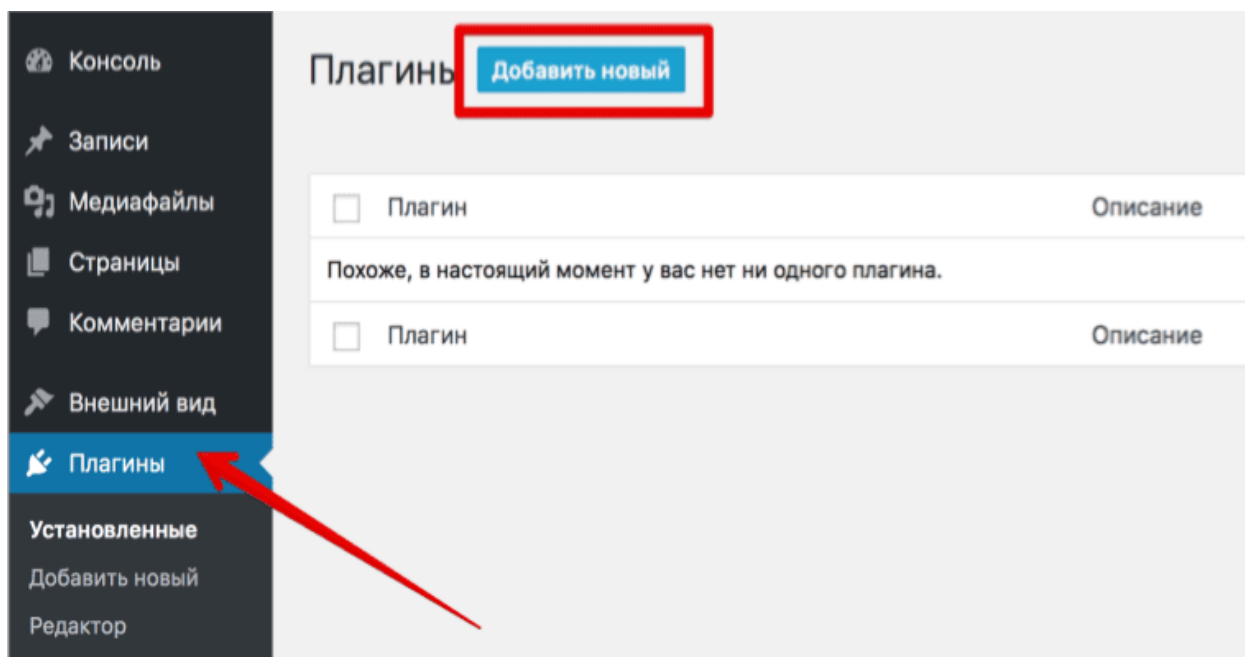 Консоль
Записи
Медиафайлы
Страницы
Комментарии
Внешний вид
Плагины
Установленные
Добавить новый
Редактор
Плагины Добавить новый
Плагин Описание
Похоже, в настоящий момент у вас нет ни одного плагина.
Плагин Описание